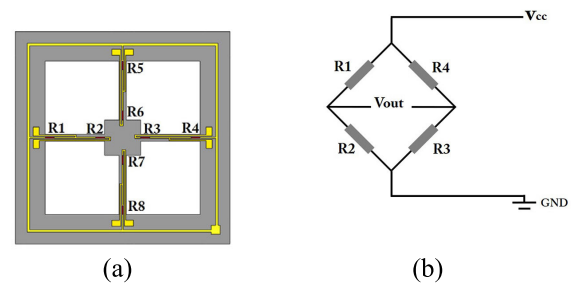 R5
R6
R1 R2 R3 R4
R7
R8
(a)
Vcc
R1 R4
Vout
R2 R3
GND
(b)